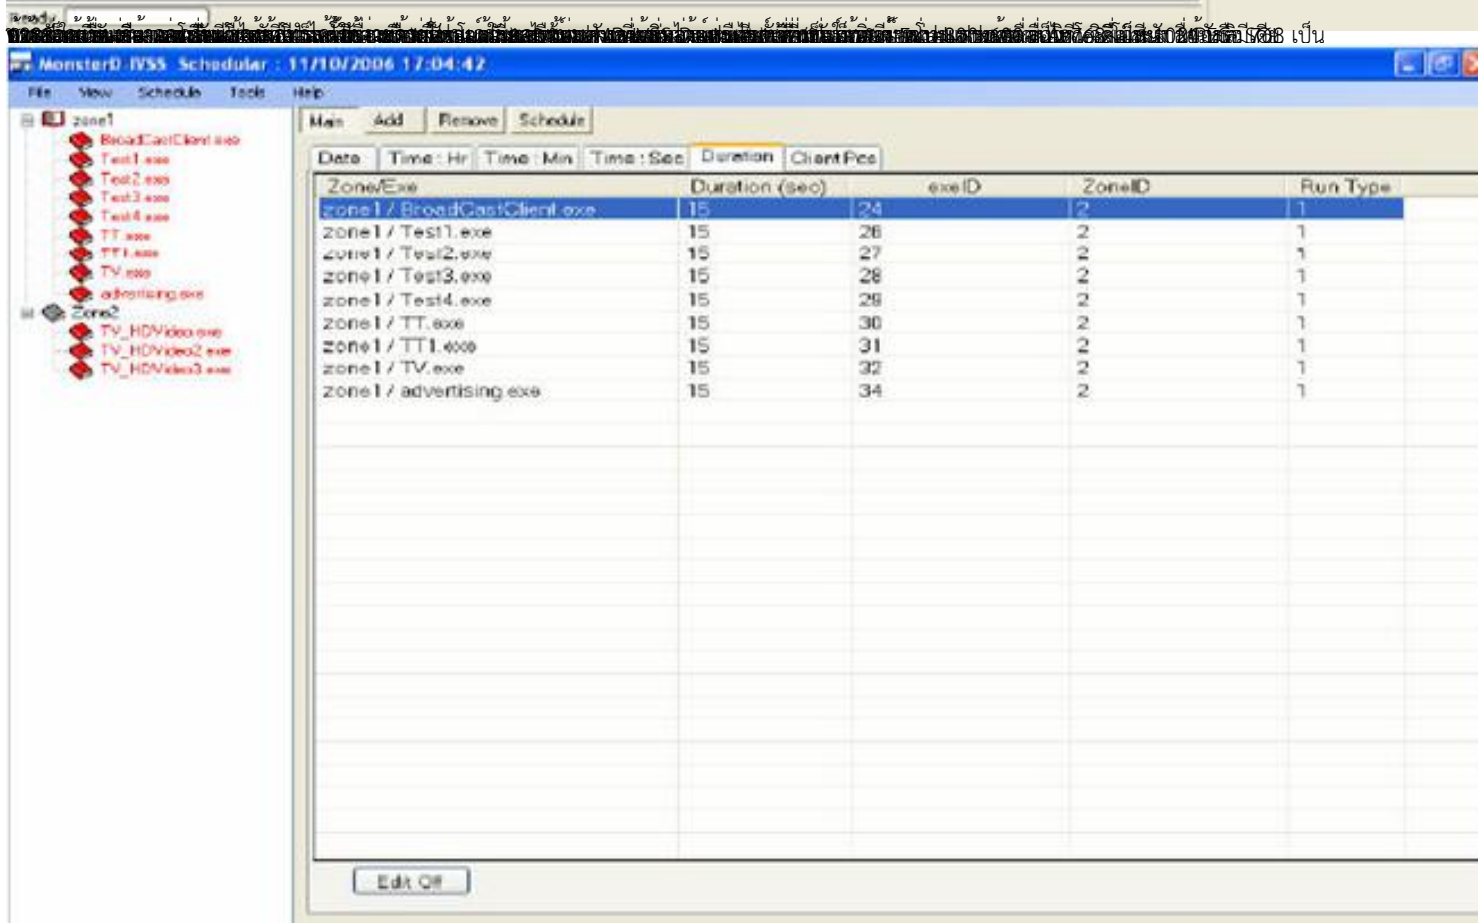 Ready
เป็น
MonsterD IVSS Schedular : 11/10/2006 17:04:42
File View Schedule Tools Help
zone1
BroadCastClient.exe
Test1.exe
Test2.exe
Test3.exe
Test4.exe
TT.exe
TT1.exe
TV.exe
advertising.exe
Zone2
TV_HDVideo.exe
TV_HDVideo2.exe
TV_HDVideo3.exe
Main Add Remove Schedule
Date Time : Hr Time : Min Time : Sec Duration Client Pcs
Zone/Exe Duration (sec) exeID ZoneID Run Type
zone1 / BroadCastClient.exe 15 24 2 1
zone1 / Test1.exe 15 26 2 1
zone1 / Test2.exe 15 27 2 1
zone1 / Test3.exe 15 28 2 1
zone1 / Test4.exe 15 29 2 1
zone1 / TT.exe 15 30 2 1
zone1 / TT1.exe 15 31 2 1
zone1 / TV.exe 15 32 2 1
zone1 / advertising.exe 15 34 2 1
Edit Off